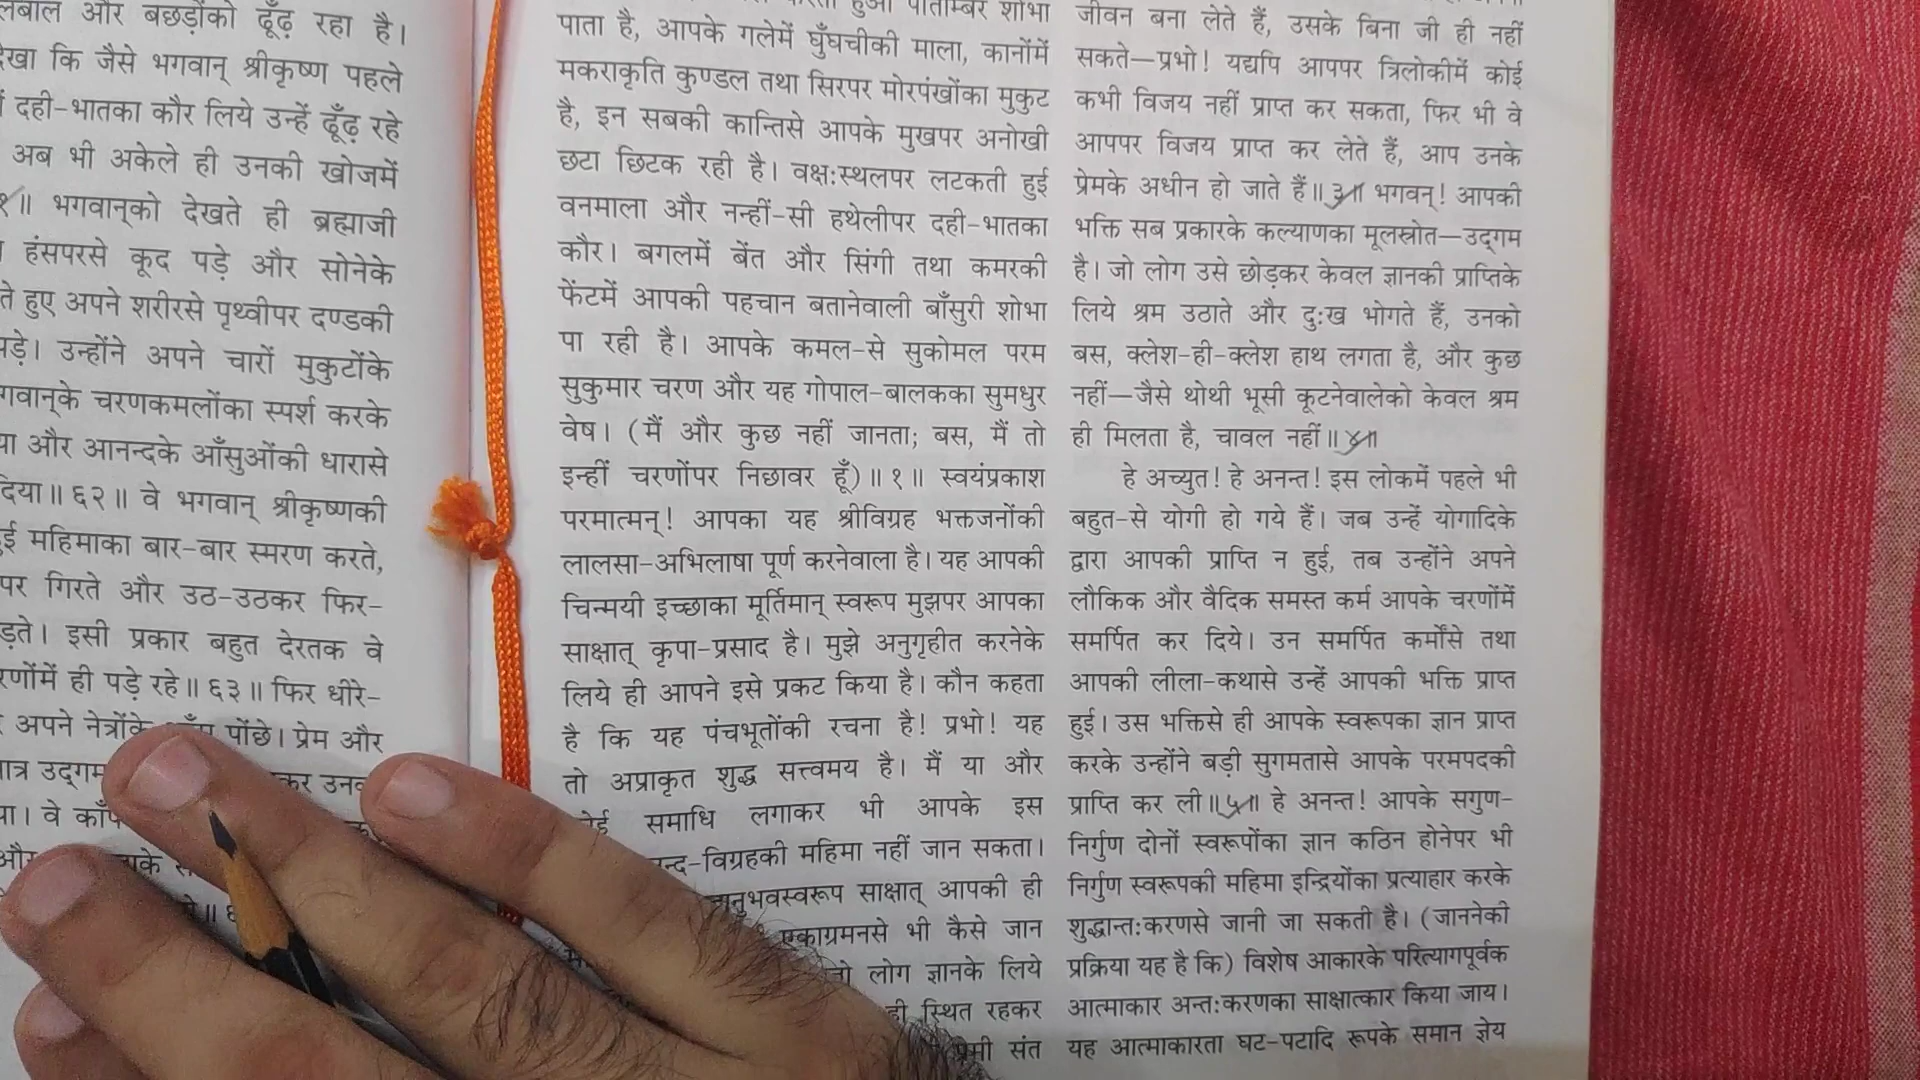 और बछड़ोंको ढूँढ़ रहा है।
कि जैसे भगवान् श्रीकृष्ण पहले
दही-भातका कौर लिये उन्हें ढूँढ़ रहे
अब भी अकेले ही उनकी खोजमें
॥ भगवान्‌को देखते ही ब्रह्माजी
हंसपरसे कूद पड़े और सोनेके
हुए अपने शरीरसे पृथ्वीपर दण्डकी
पड़े। उन्होंने अपने चारों मुकुटोंके
चरणकमलोंका स्पर्श करके
और आनन्दके आँसुओंकी धारासे
दिया॥ ६२॥ वे भगवान् श्रीकृष्णकी
महिमाका बार-बार स्मरण करते,
पर गिरते और उठ-उठकर फिर-
इसी प्रकार बहुत देरतक वे
ही पड़े रहे॥ ६३॥ फिर धीरे-
अपने नेत्रोंके पोंछे। प्रेम और
उद्‌गम
वे
हुआ पीताम्बर शोभा
पाता है, आपके गलेमें घुँघचीकी माला, कानोंमें
मकराकृति कुण्डल तथा सिरपर मोरपंखोंका मुकुट
है, इन सबकी कान्तिसे आपके मुखपर अनोखी
छटा छिटक रही है। वक्ष:स्थलपर लटकती हुई
वनमाला और नन्हीं-सी हथेलीपर दही-भातका
कौर। बगलमें बेंत और सिंगी तथा कमरकी
फेंटमें आपकी पहचान बतानेवाली बाँसुरी शोभा
पा रही है। आपके कमल-से सुकोमल परम
सुकुमार चरण और यह गोपाल-बालकका सुमधुर
वेष। (मैं और कुछ नहीं जानता; बस, मैं तो
इन्हीं चरणोंपर निछावर हूँ)॥ १॥ स्वयंप्रकाश
परमात्मन्! आपका यह श्रीविग्रह भक्तजनोंकी
लालसा-अभिलाषा पूर्ण करनेवाला है। यह आपकी
चिन्मयी इच्छाका मूर्तिमान् स्वरूप मुझपर आपका
साक्षात् कृपा-प्रसाद है। मुझे अनुगृहीत करनेके
लिये ही आपने इसे प्रकट किया है। कौन कहता
है कि यह पंचभूतोंकी रचना है! प्रभो! यह
तो अप्राकृत शुद्ध सत्त्वमय है। मैं या और
समाधि लगाकर भी आपके इस
विग्रहकी महिमा नहीं जान सकता।
साक्षात् आपकी ही
एकाग्रमनसे भी कैसे जान
लोग ज्ञानके लिये
ही स्थित रहकर
प्रेमी संत
जीवन बना लेते हैं, उसके बिना जी ही नहीं
सकते—प्रभो! यद्यपि आपपर त्रिलोकीमें कोई
कभी विजय नहीं प्राप्त कर सकता, फिर भी वे
आपपर विजय प्राप्त कर लेते हैं, आप उनके
प्रेमके अधीन हो जाते हैं॥ ३॥ भगवन्! आपकी
भक्ति सब प्रकारके कल्याणका मूलस्रोत—उद्‌गम
है। जो लोग उसे छोड़कर केवल ज्ञानकी प्राप्तिके
लिये श्रम उठाते और दु:ख भोगते हैं, उनको
बस, क्लेश-ही-क्लेश हाथ लगता है, और कुछ
नहीं—जैसे थोथी भूसी कूटनेवालेको केवल श्रम
ही मिलता है, चावल नहीं॥ ४॥
हे अच्युत! हे अनन्त! इस लोकमें पहले भी
बहुत-से योगी हो गये हैं। जब उन्हें योगादिके
द्वारा आपकी प्राप्ति न हुई, तब उन्होंने अपने
लौकिक और वैदिक समस्त कर्म आपके चरणोंमें
समर्पित कर दिये। उन समर्पित कर्मोंसे तथा
आपकी लीला-कथासे उन्हें आपकी भक्ति प्राप्त
हुई। उस भक्तिसे ही आपके स्वरूपका ज्ञान प्राप्त
करके उन्होंने बड़ी सुगमतासे आपके परमपदकी
प्राप्ति कर ली॥ ५॥ हे अनन्त! आपके सगुण-
निर्गुण दोनों स्वरूपोंका ज्ञान कठिन होनेपर भी
निर्गुण स्वरूपकी महिमा इन्द्रियोंका प्रत्याहार करके
शुद्धान्त:करणसे जानी जा सकती है। (जाननेकी
प्रक्रिया यह है कि) विशेष आकारके परित्यागपूर्वक
आत्माकार अन्त:करणका साक्षात्कार किया जाय।
यह आत्माकारता घट-पटादि रूपके समान ज्ञेय